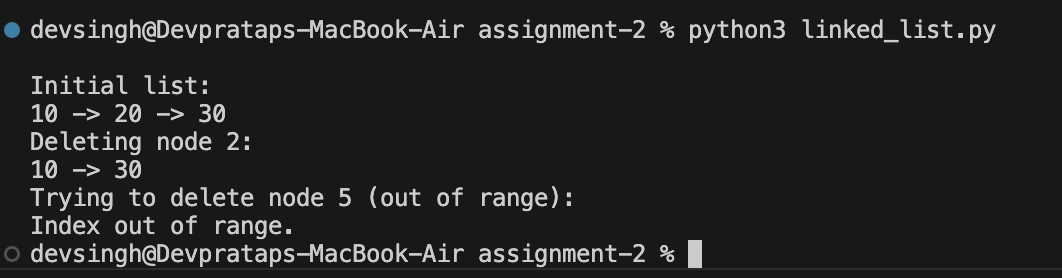 devsingh@Devprataps-MacBook-Air assignment-2 % python3 linked_list.py
Initial list:
10 -> 20 -> 30
Deleting node 2:
10 -> 30
Trying to delete node 5 (out of range):
Index out of range.
devsingh@Devprataps-MacBook-Air assignment-2 %